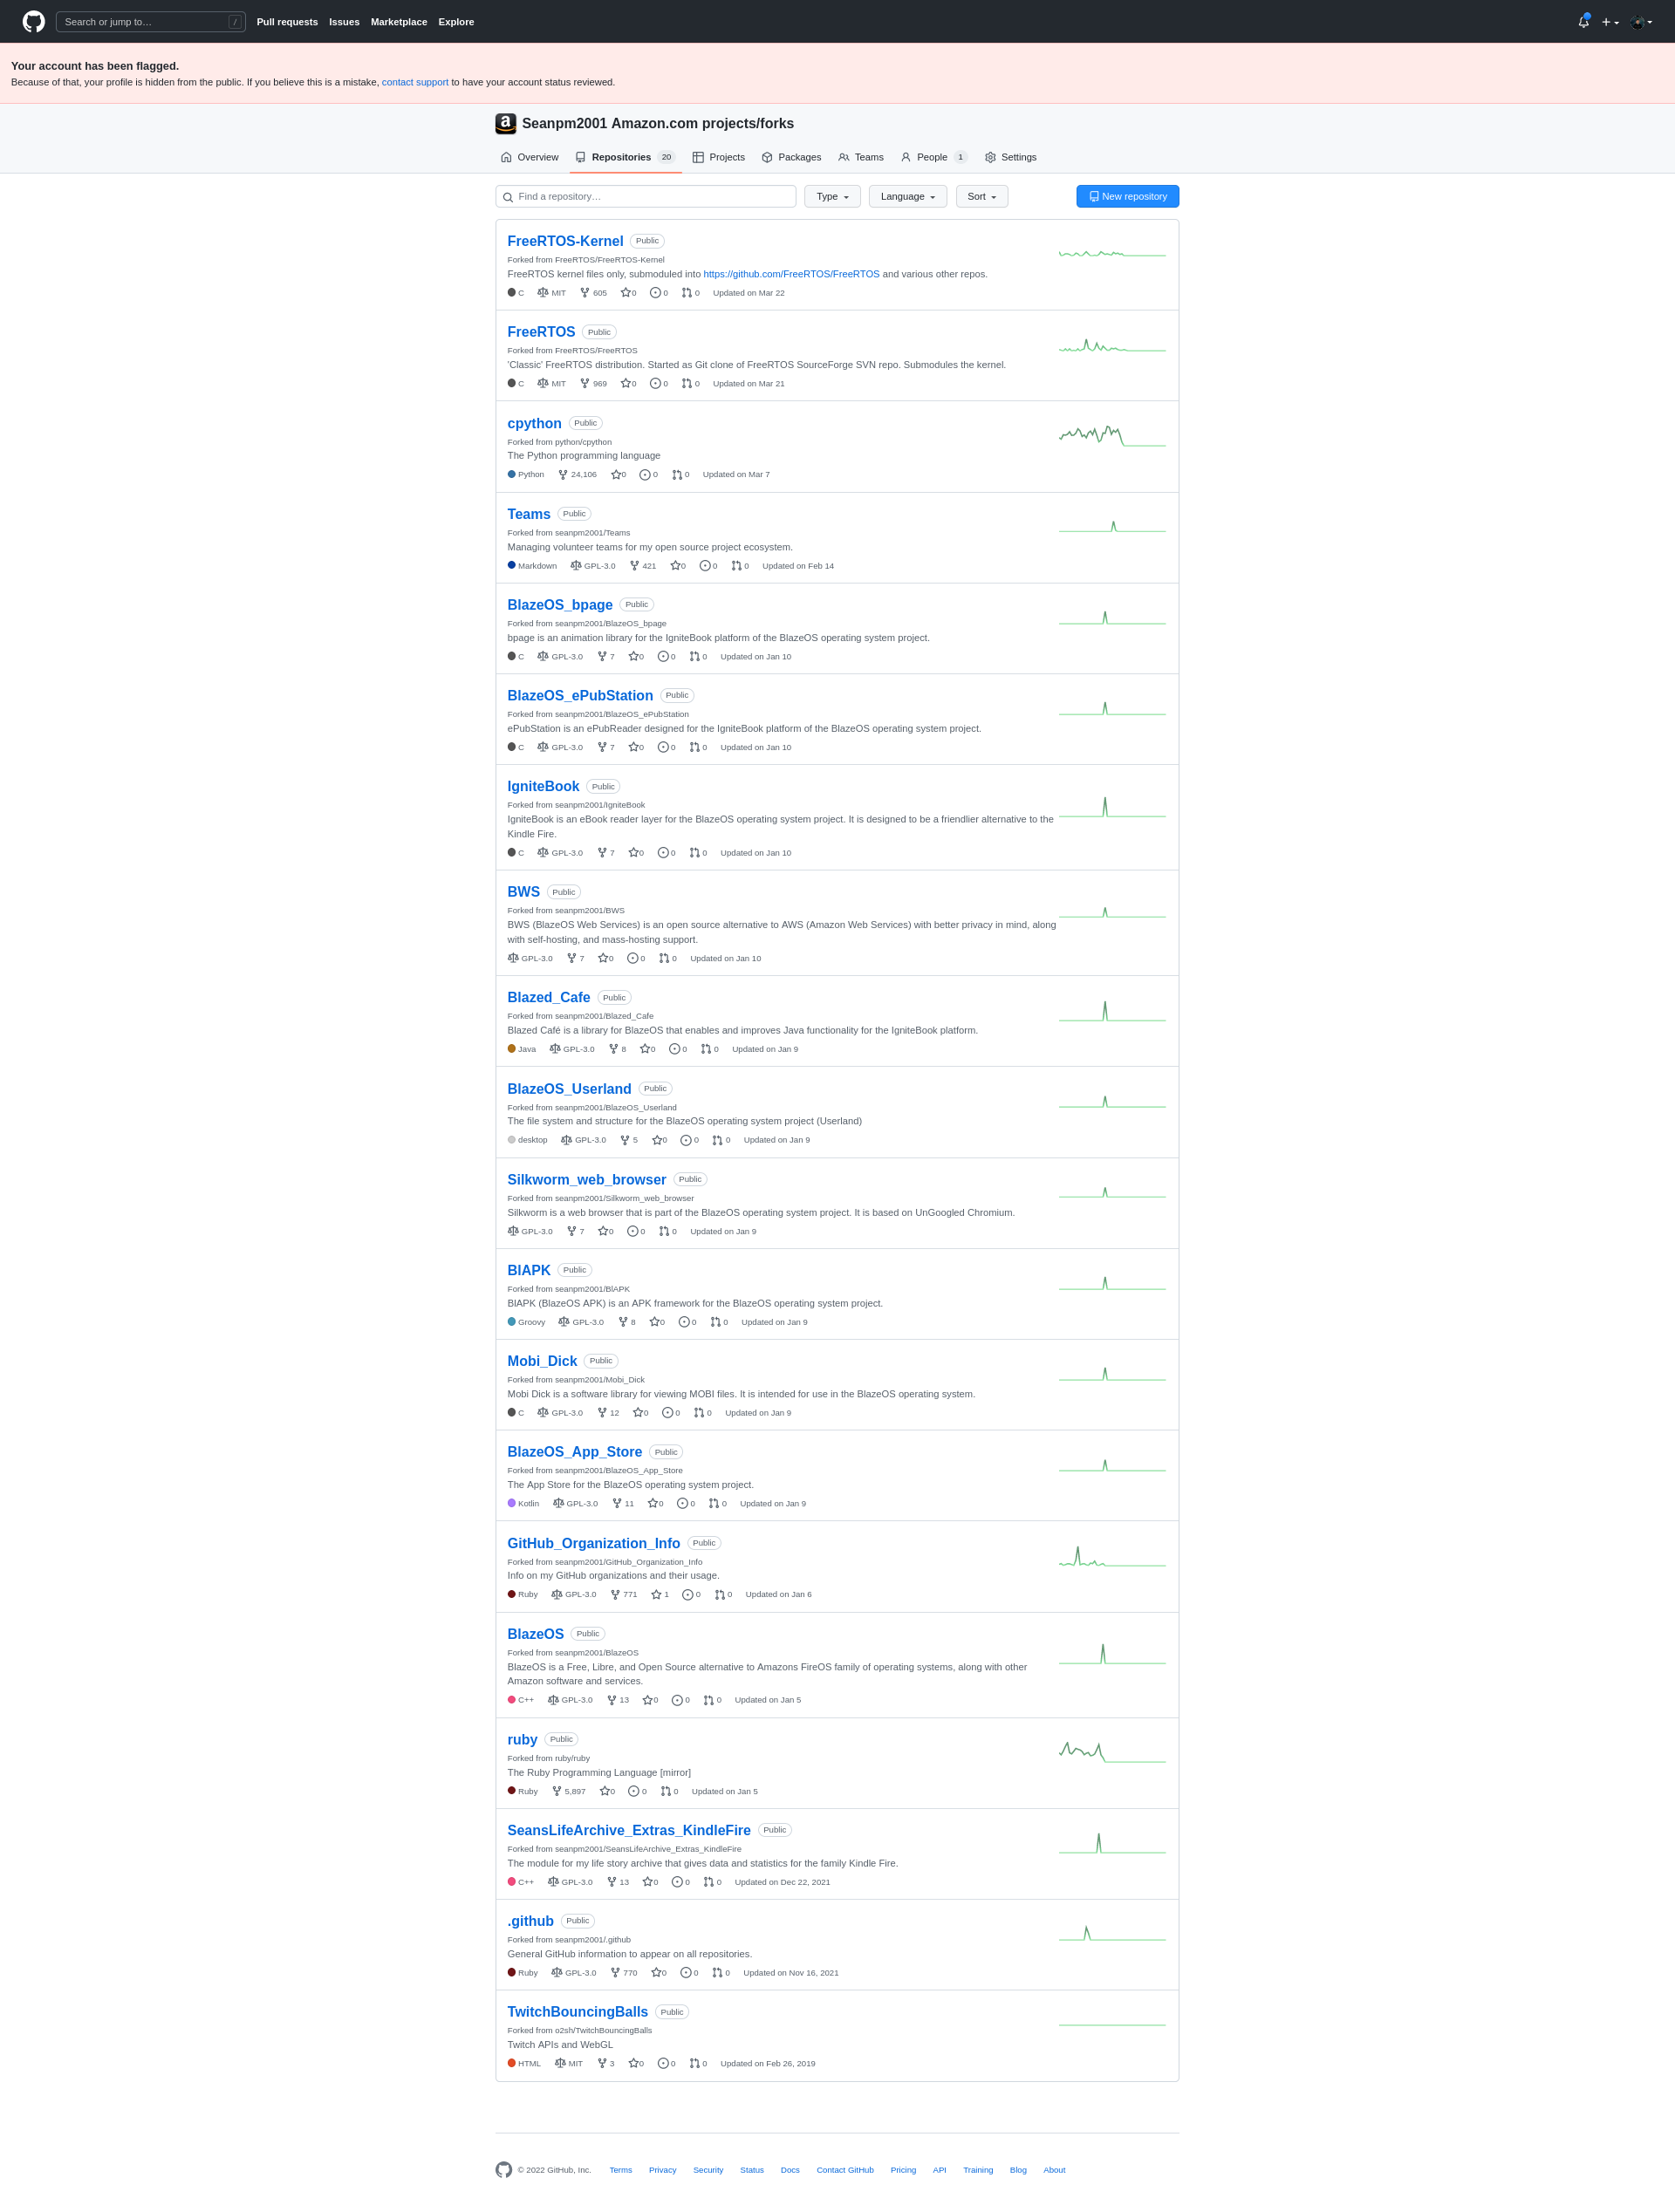 Search or jump to… /
Pull requests Issues Marketplace Explore
Your account has been flagged.
Because of that, your profile is hidden from the public. If you believe this is a mistake, contact support to have your account status reviewed.
Seanpm2001 Amazon.com projects/forks
Overview Repositories 20 Projects Packages Teams People 1 Settings
Find a repository… Type Language Sort New repository
FreeRTOS-Kernel Public
Forked from FreeRTOS/FreeRTOS-Kernel
FreeRTOS kernel files only, submoduled into https://github.com/FreeRTOS/FreeRTOS and various other repos.
C MIT 605 0 0 0 Updated on Mar 22
FreeRTOS Public
Forked from FreeRTOS/FreeRTOS
'Classic' FreeRTOS distribution. Started as Git clone of FreeRTOS SourceForge SVN repo. Submodules the kernel.
C MIT 969 0 0 0 Updated on Mar 21
cpython Public
Forked from python/cpython
The Python programming language
Python 24,106 0 0 0 Updated on Mar 7
Teams Public
Forked from seanpm2001/Teams
Managing volunteer teams for my open source project ecosystem.
Markdown GPL-3.0 421 0 0 0 Updated on Feb 14
BlazeOS_bpage Public
Forked from seanpm2001/BlazeOS_bpage
bpage is an animation library for the IgniteBook platform of the BlazeOS operating system project.
C GPL-3.0 7 0 0 0 Updated on Jan 10
BlazeOS_ePubStation Public
Forked from seanpm2001/BlazeOS_ePubStation
ePubStation is an ePubReader designed for the IgniteBook platform of the BlazeOS operating system project.
C GPL-3.0 7 0 0 0 Updated on Jan 10
IgniteBook Public
Forked from seanpm2001/IgniteBook
IgniteBook is an eBook reader layer for the BlazeOS operating system project. It is designed to be a friendlier alternative to the
Kindle Fire.
C GPL-3.0 7 0 0 0 Updated on Jan 10
BWS Public
Forked from seanpm2001/BWS
BWS (BlazeOS Web Services) is an open source alternative to AWS (Amazon Web Services) with better privacy in mind, along
with self-hosting, and mass-hosting support.
GPL-3.0 7 0 0 0 Updated on Jan 10
Blazed_Cafe Public
Forked from seanpm2001/Blazed_Cafe
Blazed Café is a library for BlazeOS that enables and improves Java functionality for the IgniteBook platform.
Java GPL-3.0 8 0 0 0 Updated on Jan 9
BlazeOS_Userland Public
Forked from seanpm2001/BlazeOS_Userland
The file system and structure for the BlazeOS operating system project (Userland)
desktop GPL-3.0 5 0 0 0 Updated on Jan 9
Silkworm_web_browser Public
Forked from seanpm2001/Silkworm_web_browser
Silkworm is a web browser that is part of the BlazeOS operating system project. It is based on UnGoogled Chromium.
GPL-3.0 7 0 0 0 Updated on Jan 9
BlAPK Public
Forked from seanpm2001/BlAPK
BlAPK (BlazeOS APK) is an APK framework for the BlazeOS operating system project.
Groovy GPL-3.0 8 0 0 0 Updated on Jan 9
Mobi_Dick Public
Forked from seanpm2001/Mobi_Dick
Mobi Dick is a software library for viewing MOBI files. It is intended for use in the BlazeOS operating system.
C GPL-3.0 12 0 0 0 Updated on Jan 9
BlazeOS_App_Store Public
Forked from seanpm2001/BlazeOS_App_Store
The App Store for the BlazeOS operating system project.
Kotlin GPL-3.0 11 0 0 0 Updated on Jan 9
GitHub_Organization_Info Public
Forked from seanpm2001/GitHub_Organization_Info
Info on my GitHub organizations and their usage.
Ruby GPL-3.0 771 1 0 0 Updated on Jan 6
BlazeOS Public
Forked from seanpm2001/BlazeOS
BlazeOS is a Free, Libre, and Open Source alternative to Amazons FireOS family of operating systems, along with other
Amazon software and services.
C++ GPL-3.0 13 0 0 0 Updated on Jan 5
ruby Public
Forked from ruby/ruby
The Ruby Programming Language [mirror]
Ruby 5,897 0 0 0 Updated on Jan 5
SeansLifeArchive_Extras_KindleFire Public
Forked from seanpm2001/SeansLifeArchive_Extras_KindleFire
The module for my life story archive that gives data and statistics for the family Kindle Fire.
C++ GPL-3.0 13 0 0 0 Updated on Dec 22, 2021
.github Public
Forked from seanpm2001/.github
General GitHub information to appear on all repositories.
Ruby GPL-3.0 770 0 0 0 Updated on Nov 16, 2021
TwitchBouncingBalls Public
Forked from o2sh/TwitchBouncingBalls
Twitch APIs and WebGL
HTML MIT 3 0 0 0 Updated on Feb 26, 2019
© 2022 GitHub, Inc. Terms Privacy Security Status Docs Contact GitHub Pricing API Training Blog About